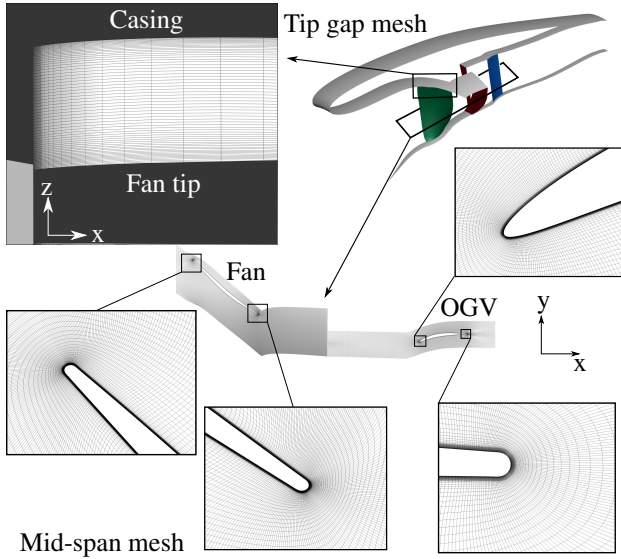 Casing
Tip gap mesh
Fan tip
z
x
Fan
OGV
y
x
Mid-span mesh